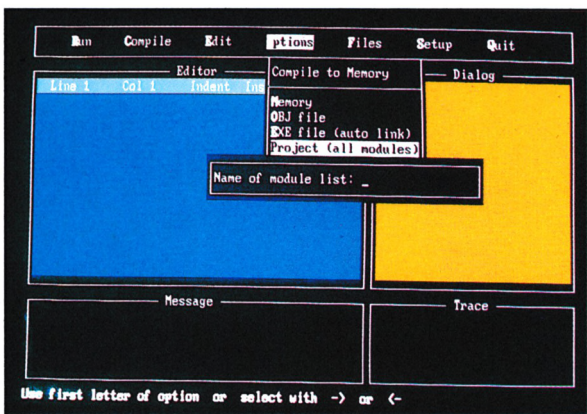 Run Compile Edit ptions Files Setup Quit
Editor
Line 1 Col 1 Indent Ins
Compile to Memory
Memory
OBJ file
EXE file (auto link)
Project (all modules)
Dialog
Name of module list: _
Message
Trace
Use first letter of option or select with -> or <-